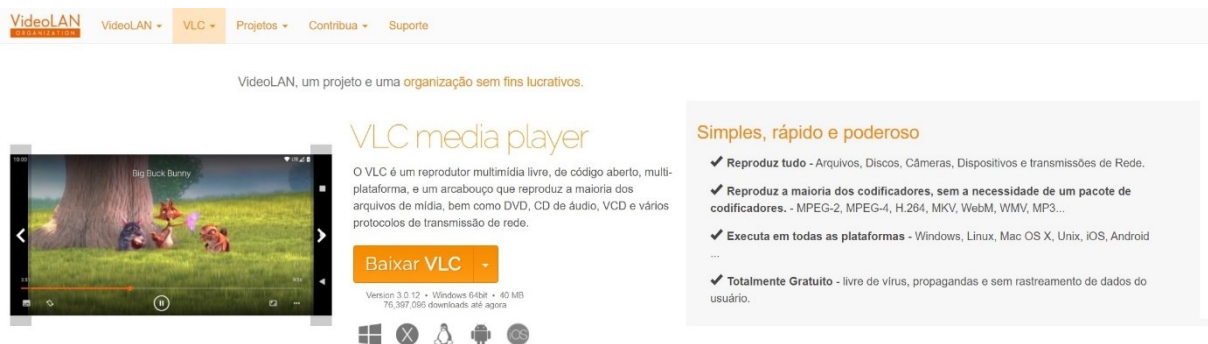 VideoLAN
ORGANIZATION
VideoLAN
VLC
Projetos
Contribua
Suporte
VideoLAN, um projeto e uma organização sem fins lucrativos.
10:00
Big Buck Bunny
VLC media player
O VLC é um reprodutor multimídia livre, de código aberto, multi-
plataforma, e um arcabouço que reproduz a maioria dos
arquivos de mídia, bem como DVD, CD de áudio, VCD e vários
protocolos de transmissão de rede.
Baixar VLC
Version 3.0.12 • Windows 64bit • 40 MB
76,397,096 downloads até agora
iOS
Simples, rápido e poderoso
Reproduz tudo - Arquivos, Discos, Câmeras, Dispositivos e transmissões de Rede.
Reproduz a maioria dos codificadores, sem a necessidade de um pacote de
codificadores. - MPEG-2, MPEG-4, H.264, MKV, WebM, WMV, MP3...
Executa em todas as plataformas - Windows, Linux, Mac OS X, Unix, iOS, Android
...
Totalmente Gratuito - livre de vírus, propagandas e sem rastreamento de dados do
usuário.